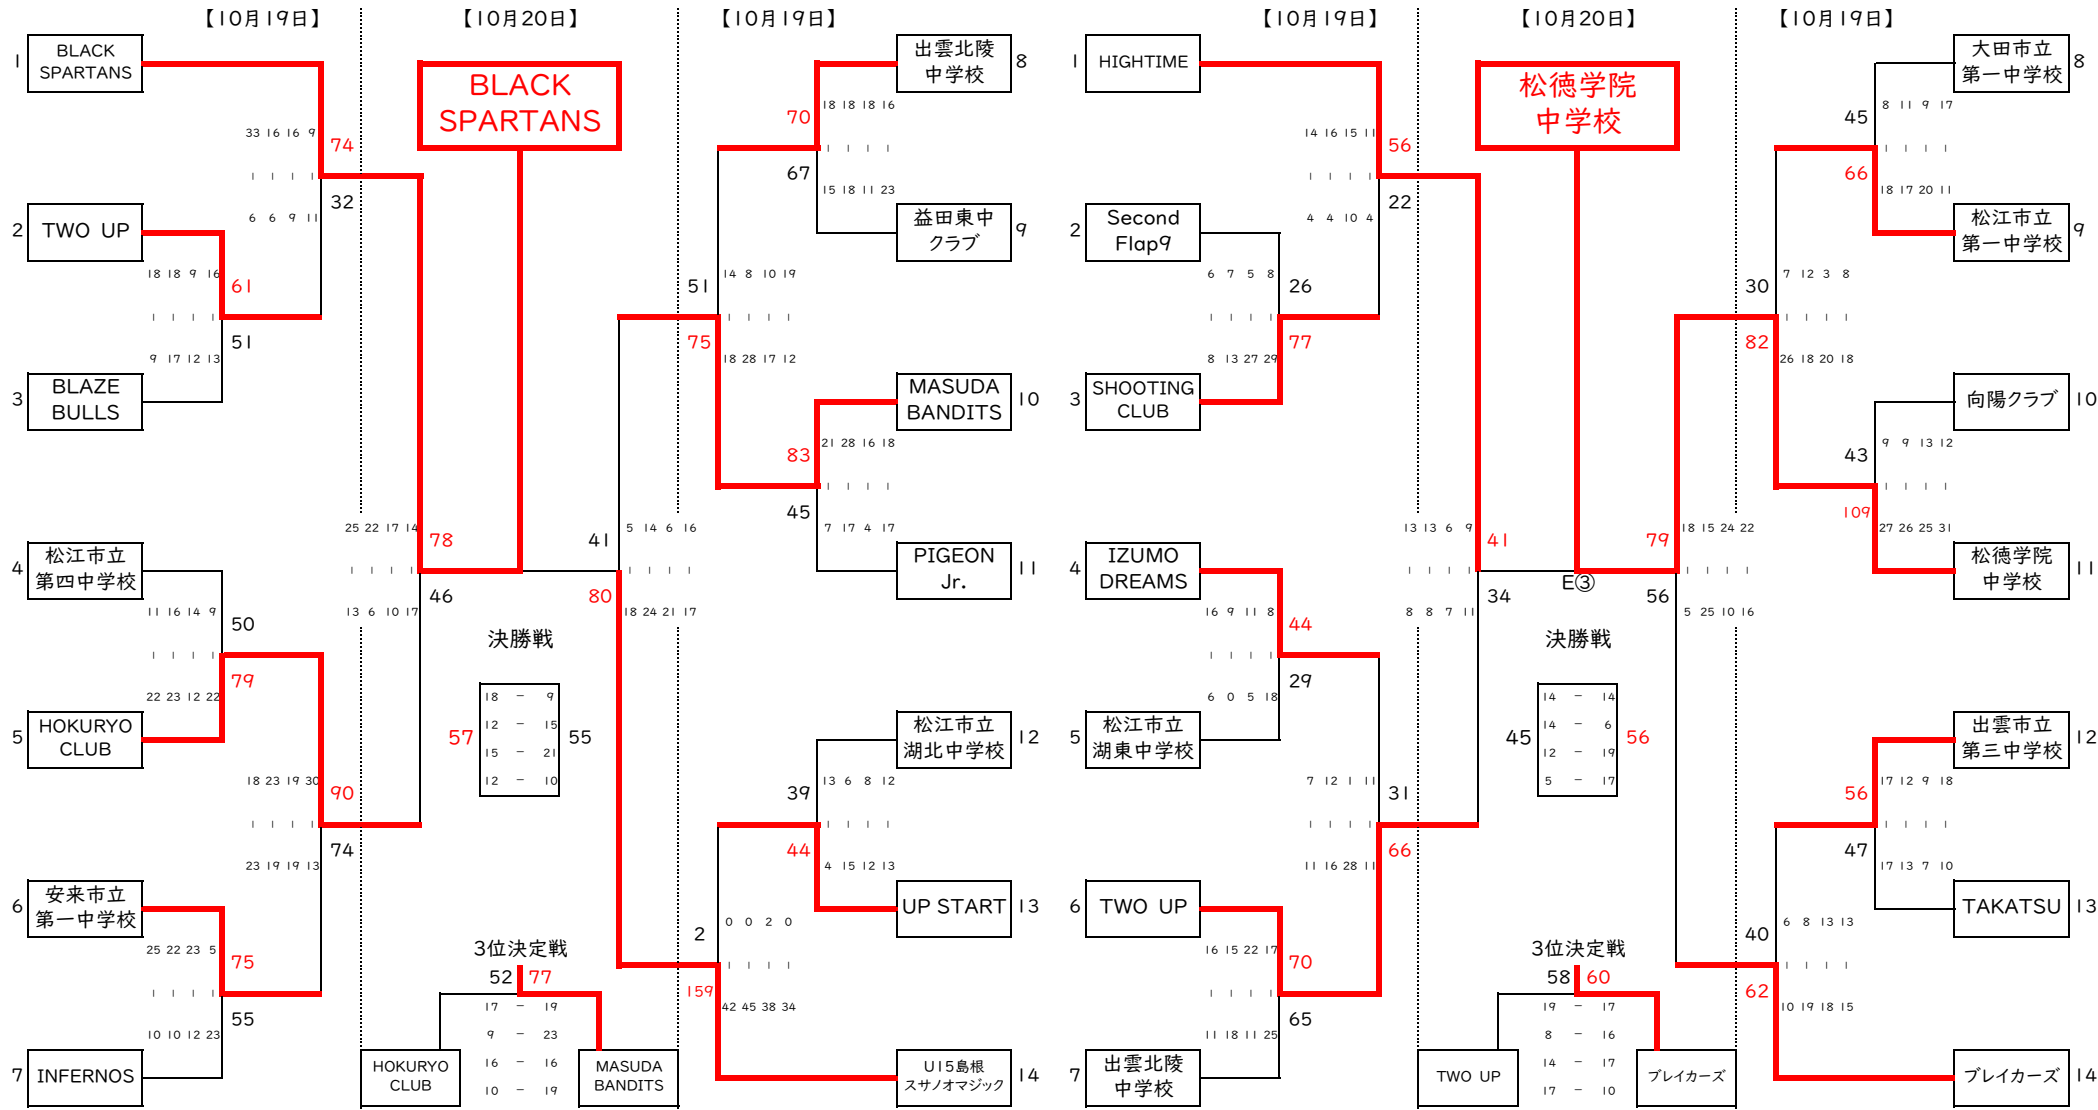 【10月19日】
【10月20日】
【10月19日】
1
BLACK
SPARTANS
33 16 16 9
74
6 6 9 11
32
2
TWO UP
18 18 9 16
61
9 17 12 13
51
3
BLAZE
BULLS
4
松江市立
第四中学校
11 16 14 9
50
22 23 12 22
79
5
HOKURYO
CLUB
18 23 19 30
90
23 19 19 13
74
6
安来市立
第一中学校
25 22 23 5
75
10 10 12 23
55
7
INFERNOS
BLACK
SPARTANS
25 22 17 14
78
13 6 10 17
46
41
5 14 6 16
80
18 24 21 17
決勝戦
57
18 - 9
12 - 15
15 - 21
12 - 10
55
3位決定戦
52
77
17 - 19
9 - 23
16 - 16
10 - 19
HOKURYO
CLUB
MASUDA
BANDITS
出雲北陵
中学校
8
70
18 18 18 16
67
15 18 11 23
益田東中
クラブ
9
51
14 8 10 19
75
18 28 17 12
MASUDA
BANDITS
10
83
21 28 16 18
45
7 17 4 17
PIGEON
Jr.
11
松江市立
湖北中学校
12
39
13 6 8 12
44
4 15 12 13
UP START
13
2
0 0 2 0
159
42 45 38 34
U15島根
スサノオマジック
14
【10月19日】
【10月20日】
【10月19日】
1
HIGHTIME
14 16 15 11
56
4 4 10 4
22
2
Second
Flap9
6 7 5 8
26
8 13 27 29
77
3
SHOOTING
CLUB
4
IZUMO
DREAMS
16 9 11 8
44
6 0 5 18
29
5
松江市立
湖東中学校
7 12 1 11
31
11 16 28 11
66
6
TWO UP
16 15 22 17
70
11 18 11 25
65
7
出雲北陵
中学校
松徳学院
中学校
13 13 6 9
41
8 8 7 11
34
E③
79
18 15 24 22
56
5 25 10 16
決勝戦
45
14 - 14
14 - 6
12 - 19
5 - 17
56
3位決定戦
58
60
19 - 17
8 - 16
14 - 17
17 - 10
TWO UP
ブレイカーズ
大田市立
第一中学校
8
45
8 11 9 17
66
18 17 20 11
松江市立
第一中学校
9
30
7 12 3 8
82
26 18 20 18
向陽クラブ
10
43
9 9 13 12
109
27 26 25 31
松徳学院
中学校
11
出雲市立
第三中学校
12
56
17 12 9 18
47
17 13 7 10
TAKATSU
13
40
6 8 13 13
62
10 19 18 15
ブレイカーズ
14